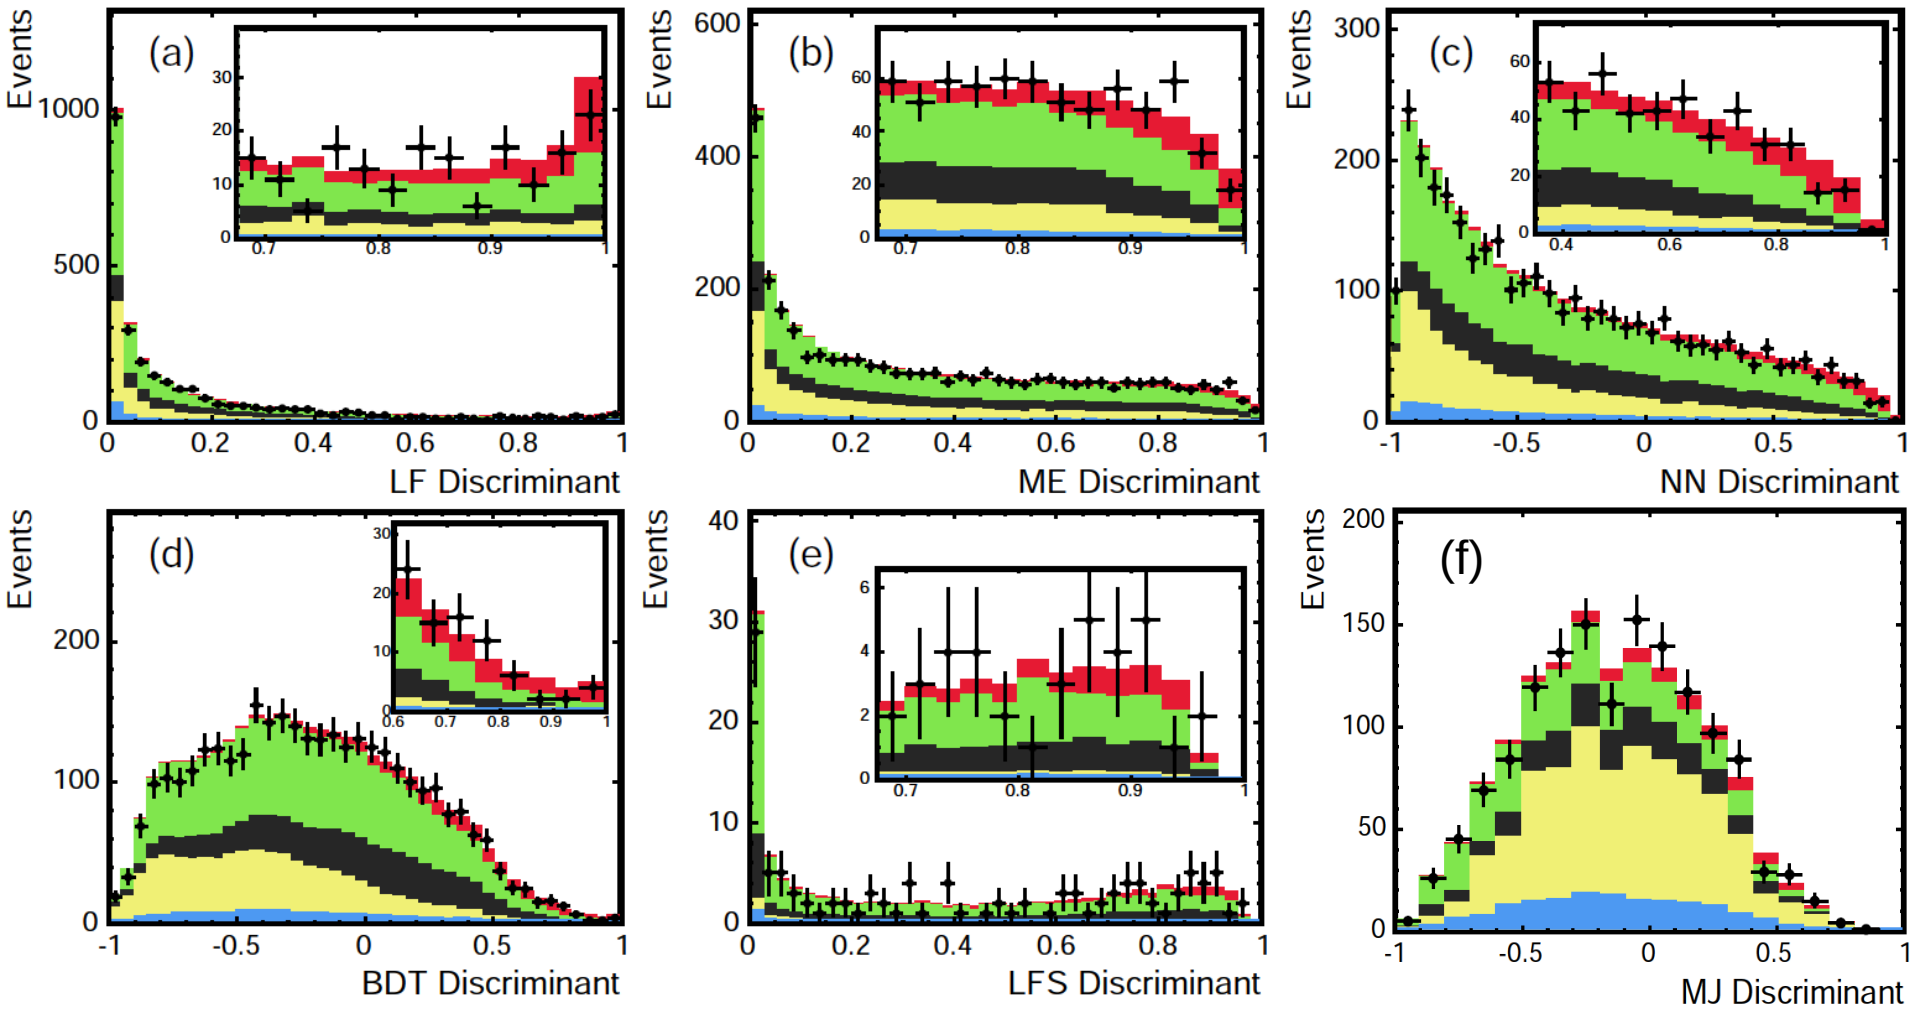 Events
(a)
1000
500
0
0 0.2 0.4 0.6 0.8 1
LF Discriminant
30
20
10
0
0.7 0.8 0.9 1
Events
(b)
600
400
200
0
0 0.2 0.4 0.6 0.8 1
ME Discriminant
60
40
20
0
0.7 0.8 0.9 1
Events
(c)
300
200
100
0
-1 -0.5 0 0.5 1
NN Discriminant
60
40
20
0
0.4 0.6 0.8 1
Events
(d)
200
100
0
-1 -0.5 0 0.5 1
BDT Discriminant
30
20
10
0
0.6 0.7 0.8 0.9 1
Events
(e)
40
30
20
10
0
0 0.2 0.4 0.6 0.8 1
LFS Discriminant
6
4
2
0
0.7 0.8 0.9 1
Events
(f)
200
150
100
50
0
-1 -0.5 0 0.5 1
MJ Discriminant